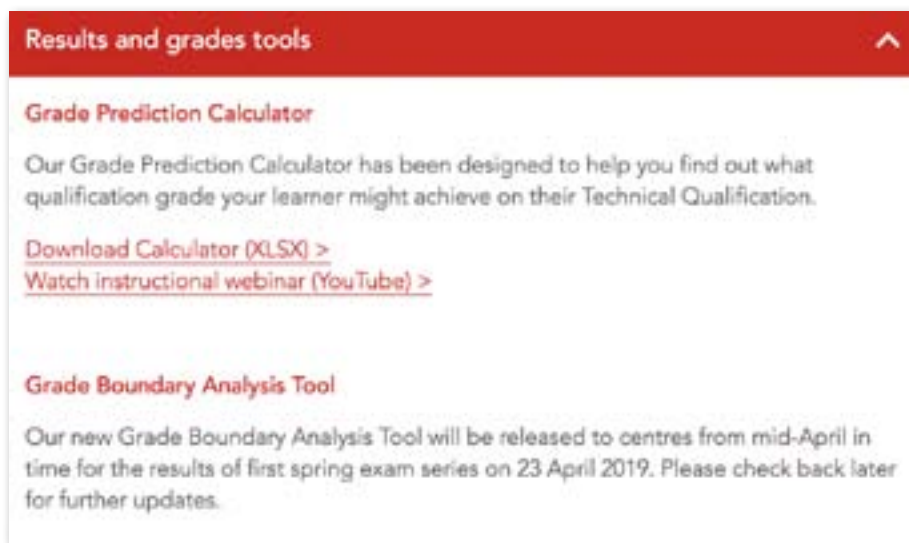 Results and grades tools
Grade Prediction Calculator
Our Grade Prediction Calculator has been designed to help you find out what
qualification grade your learner might achieve on their Technical Qualification.
Download Calculator (XLSX) >
Watch instructional webinar (YouTube) >
Grade Boundary Analysis Tool
Our new Grade Boundary Analysis Tool will be released to centres from mid-April in
time for the results of first spring exam series on 23 April 2019. Please check back later
for further updates.